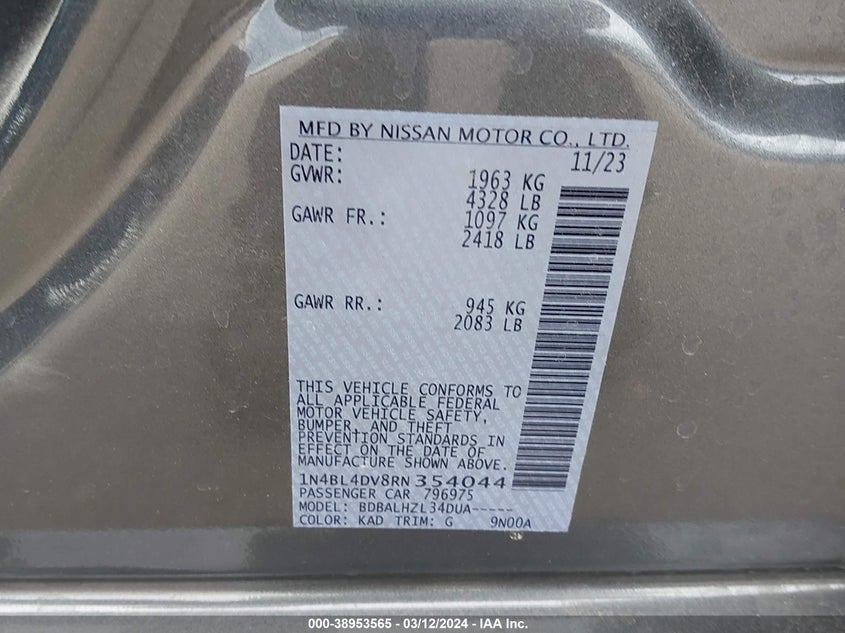 MFD BY NISSAN MOTOR CO., LTD.
DATE: 11/23
GVWR: 1963 KG
4328 LB
GAWR FR.: 1097 KG
2418 LB
GAWR RR.: 945 KG
2083 LB
THIS VEHICLE CONFORMS TO
ALL APPLICABLE FEDERAL
MOTOR VEHICLE SAFETY,
BUMPER, AND THEFT
PREVENTION STANDARDS IN
EFFECT ON THE DATE OF
MANUFACTURE SHOWN ABOVE.
1N4BL4DV8RN354044
PASSENGER CAR 796975
MODEL: BDBALHZL34DUA-----
COLOR: KAD TRIM: G 9N00A
000-38953565 - 03/12/2024 - IAA Inc.